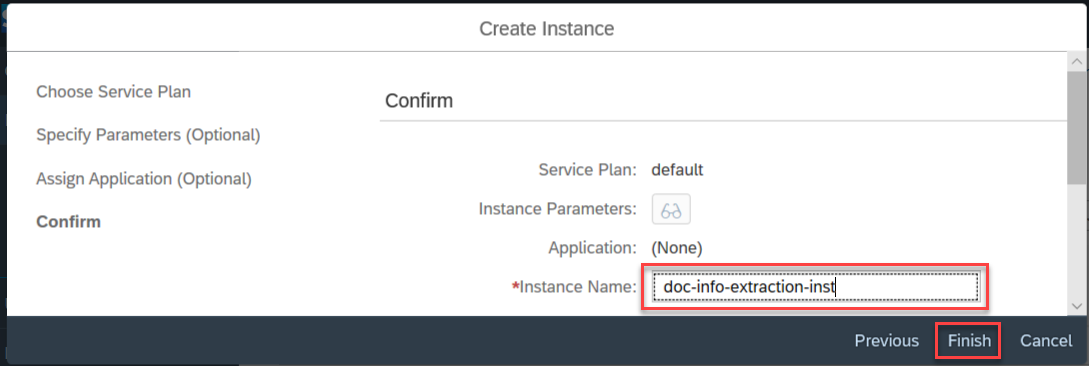 Create Instance
Choose Service Plan
Specify Parameters (Optional)
Assign Application (Optional)
Confirm
Confirm
Service Plan: default
Instance Parameters:
Application: (None)
*Instance Name: doc-info-extraction-inst
Previous Finish Cancel